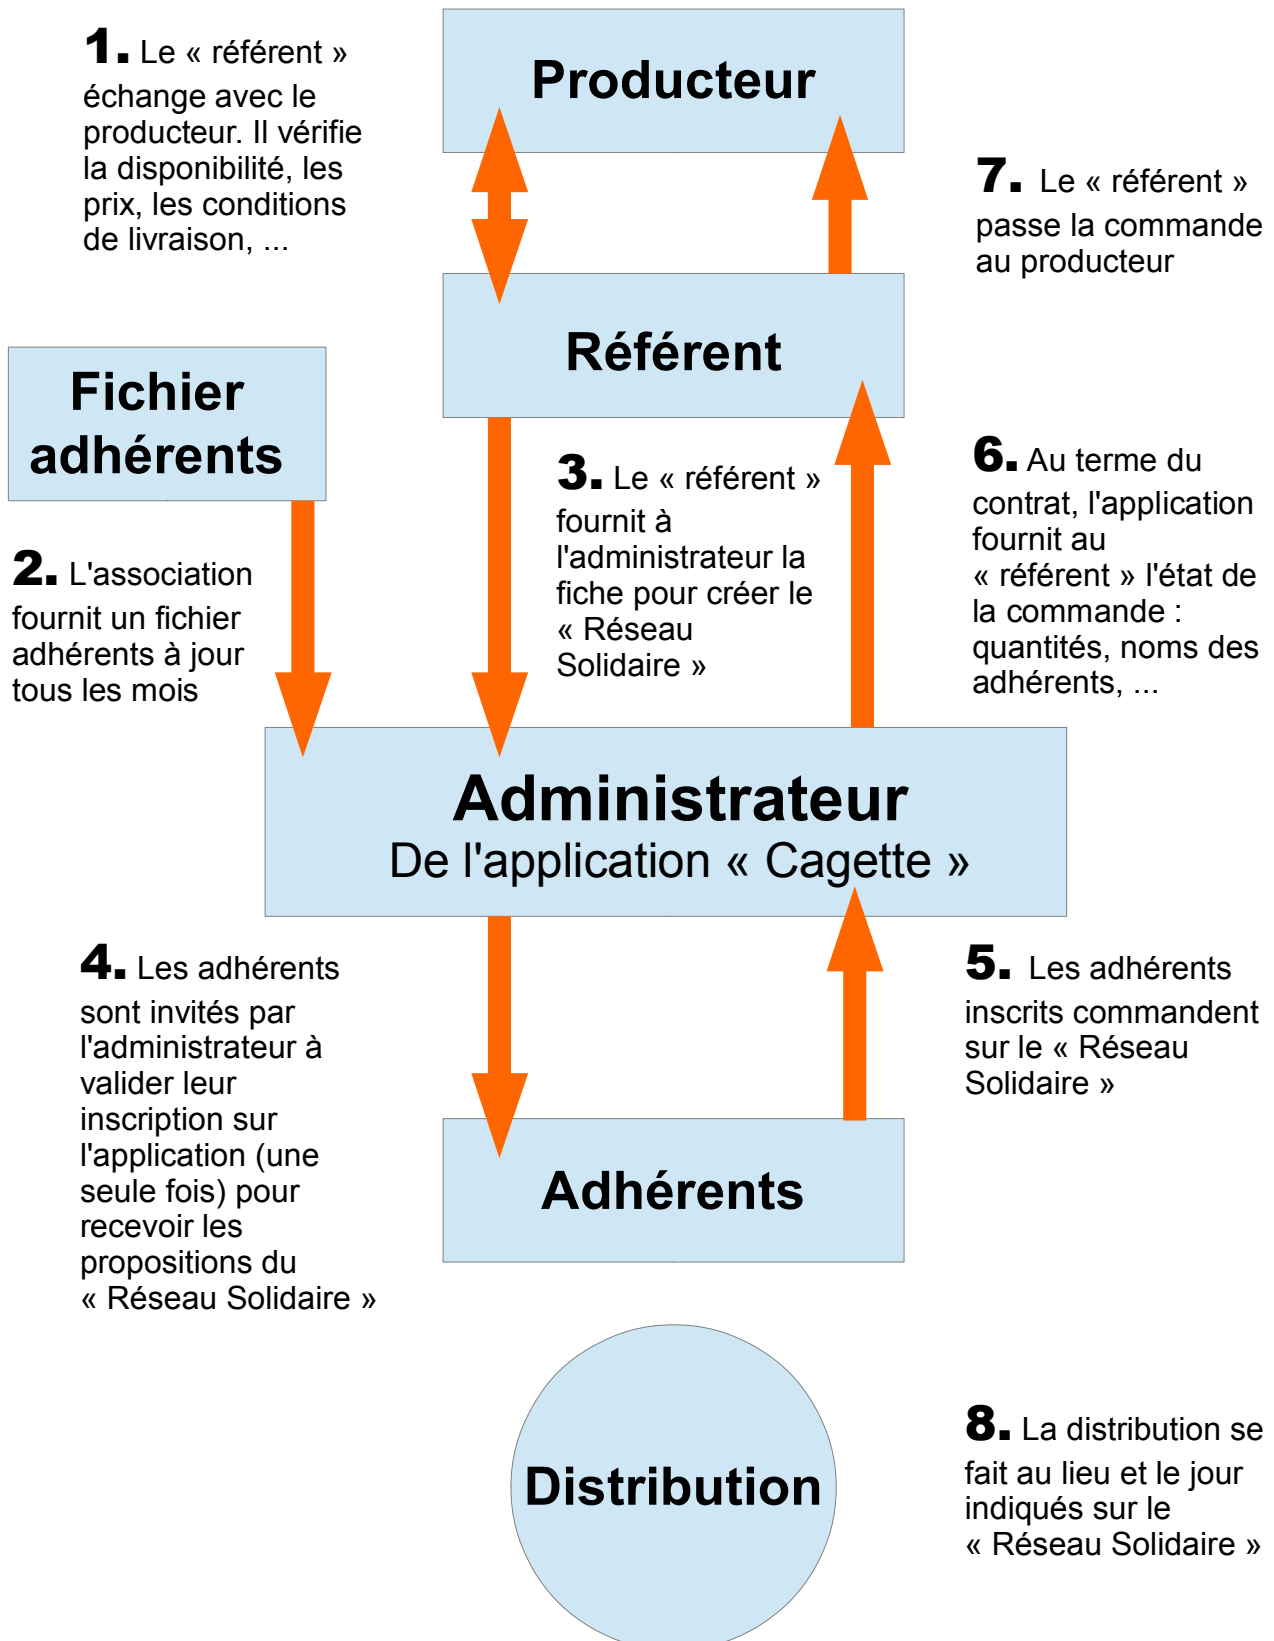 1. Le « référent »
échange avec le
producteur. Il vérifie
la disponibilité, les
prix, les conditions
de livraison, ...
Producteur
7. Le « référent »
passe la commande
au producteur
Référent
Fichier
adhérents
2. L'association
fournit un fichier
adhérents à jour
tous les mois
3. Le « référent »
fournit à
l'administrateur la
fiche pour créer le
« Réseau
Solidaire »
6. Au terme du
contrat, l'application
fournit au
« référent » l'état de
la commande :
quantités, noms des
adhérents, ...
Administrateur
De l'application « Cagette »
4. Les adhérents
sont invités par
l'administrateur à
valider leur
inscription sur
l'application (une
seule fois) pour
recevoir les
propositions du
« Réseau Solidaire »
5. Les adhérents
inscrits commandent
sur le « Réseau
Solidaire »
Adhérents
Distribution
8. La distribution se
fait au lieu et le jour
indiqués sur le
« Réseau Solidaire »